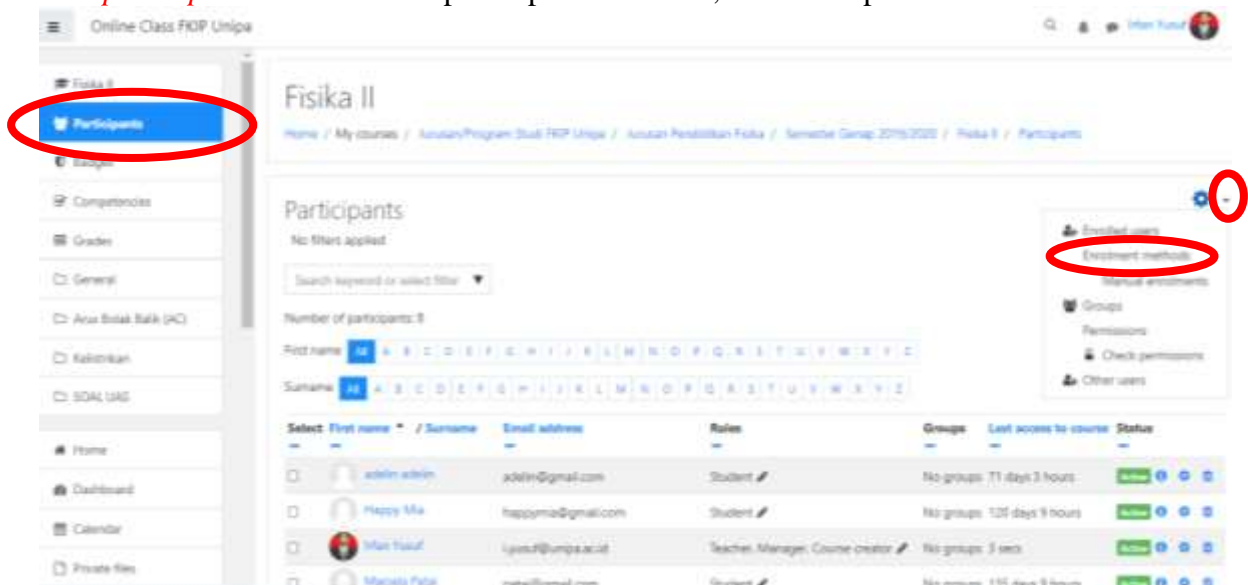 Online Class FKIP Unipa
Irfan Yusuf
Fisika II
Participants
Badges
Competencies
Grades
General
Arus Bolak Balik (AC)
Kelistrikan
SOAL UAS
Home
Dashboard
Calendar
Private files
Fisika II
Home / My courses / Jurusan/Program Studi FKIP Unipa / Jurusan Pendidikan Fisika / Semester Genap 2019/2020 / Fisika II / Participants
Participants
No filters applied
Search keyword or select filter ▼
Number of participants: 8
First name All A B C D E F G H I J K L M N O P Q R S T U V W X Y Z
Surname All A B C D E F G H I J K L M N O P Q R S T U V W X Y Z
Enrolled users
Enrolment methods
Manual enrolments
Groups
Permissions
Check permissions
Other users
Select First name / Surname Email address Roles Groups Last access to course Status
adelin adelin adelin@gmail.com Student No groups 71 days 3 hours Active
Happy Mia happymia@gmail.com Student No groups 120 days 9 hours Active
Irfan Yusuf i.yusuf@unipa.ac.id Teacher, Manager, Course creator No groups 3 secs Active
Student No groups Active